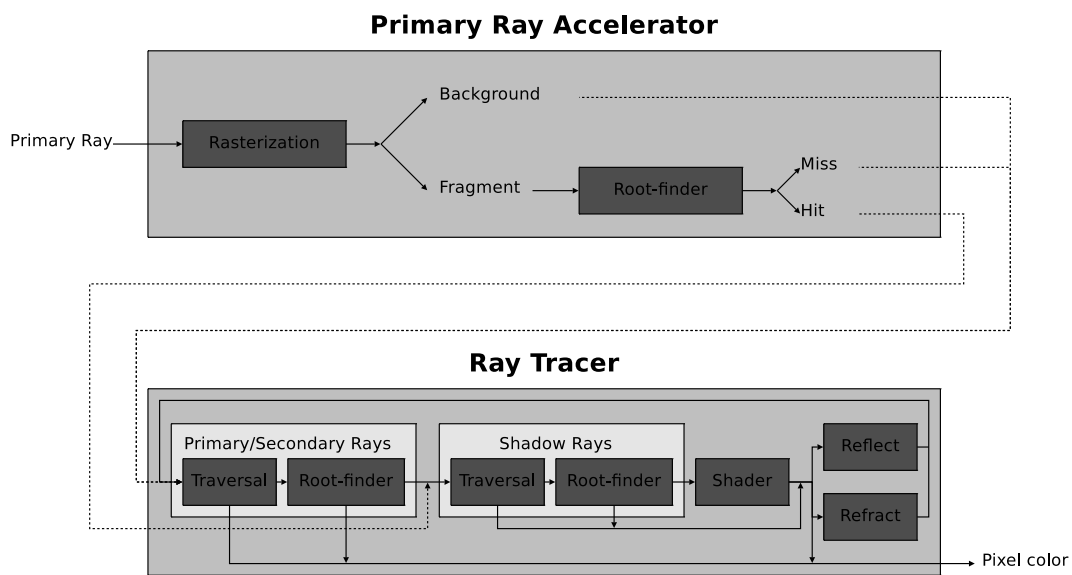 Primary Ray Accelerator
Background
Primary Ray
Rasterization
Miss
Fragment
Root-finder
Hit
Ray Tracer
Primary/Secondary Rays
Shadow Rays
Reflect
Traversal
Root-finder
Traversal
Root-finder
Shader
Refract
Pixel color